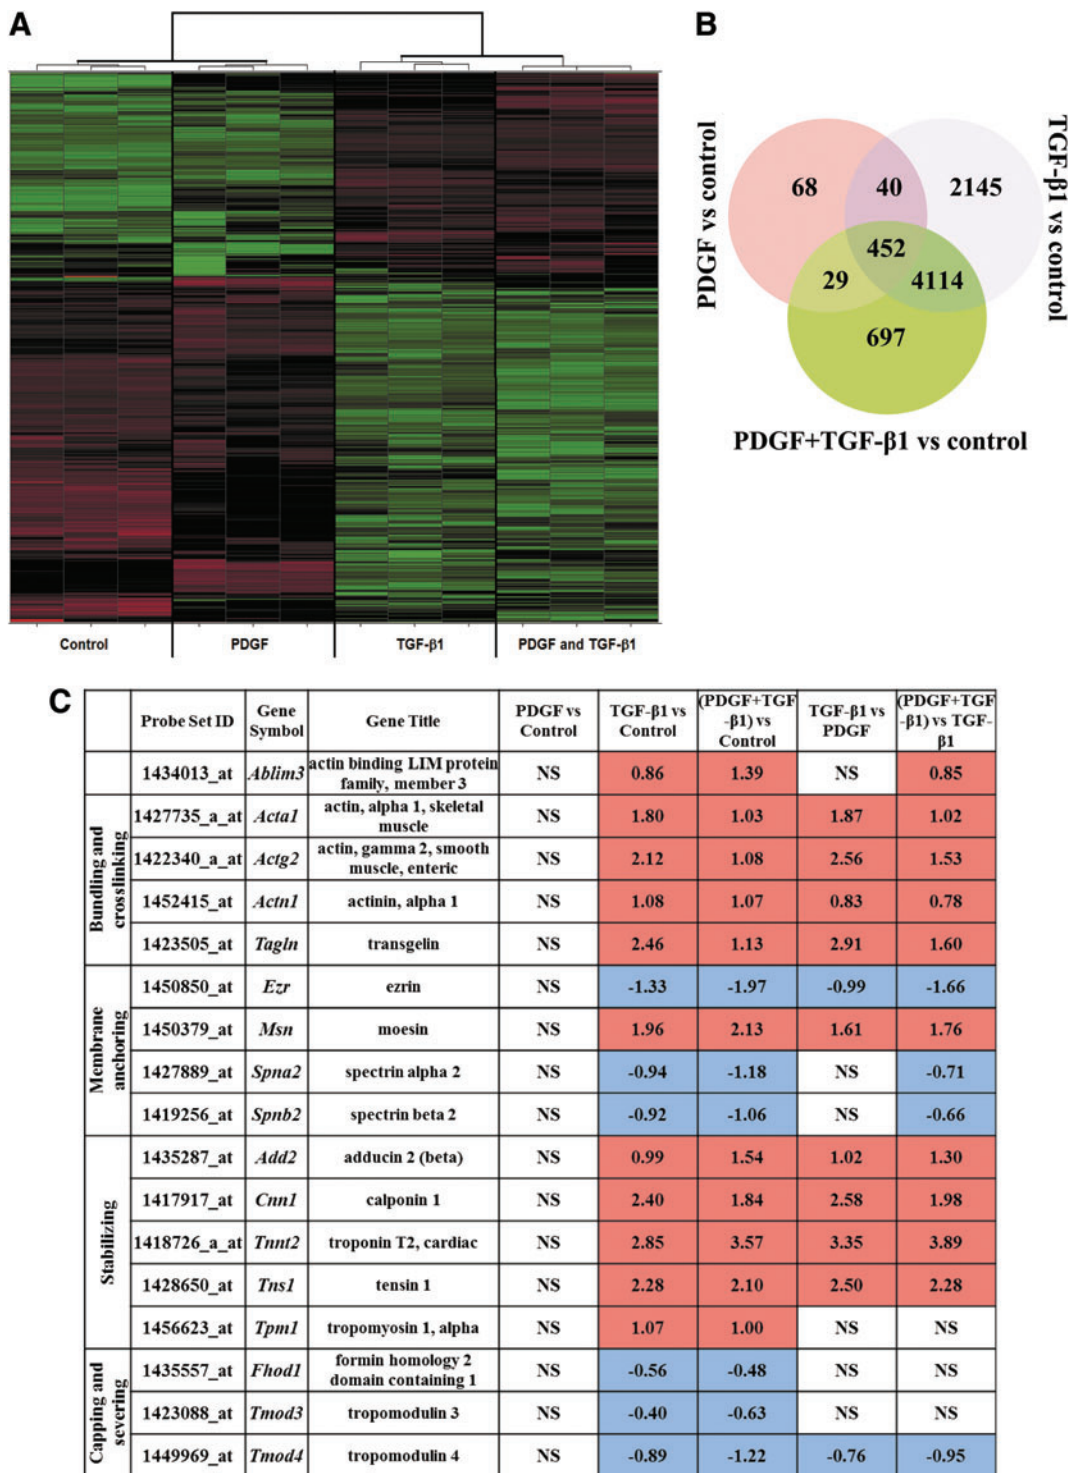 A
Control
PDGF
TGF-β1
PDGF and TGF-β1
B
PDGF vs control
TGF-β1 vs control
68
40
2145
452
29
4114
697
PDGF+TGF-β1 vs control
C
Probe Set ID
Gene
Symbol
Gene Title
PDGF vs
Control
TGF-β1 vs
Control
(PDGF+TGF
-β1) vs
Control
TGF-β1 vs
PDGF
(PDGF+TGF
-β1) vs TGF-
β1
1434013_at
Ablim3
actin binding LIM protein
family, member 3
NS
0.86
1.39
NS
0.85
Bundling and
crosslinking
1427735_a_at
Acta1
actin, alpha 1, skeletal
muscle
NS
1.80
1.03
1.87
1.02
1422340_a_at
Actg2
actin, gamma 2, smooth
muscle, enteric
NS
2.12
1.08
2.56
1.53
1452415_at
Actn1
actinin, alpha 1
NS
1.08
1.07
0.83
0.78
1423505_at
Tagln
transgelin
NS
2.46
1.13
2.91
1.60
Membrane
anchoring
1450850_at
Ezr
ezrin
NS
-1.33
-1.97
-0.99
-1.66
1450379_at
Msn
moesin
NS
1.96
2.13
1.61
1.76
1427889_at
Spna2
spectrin alpha 2
NS
-0.94
-1.18
NS
-0.71
1419256_at
Spnb2
spectrin beta 2
NS
-0.92
-1.06
NS
-0.66
Stabilizing
1435287_at
Add2
adducin 2 (beta)
NS
0.99
1.54
1.02
1.30
1417917_at
Cnn1
calponin 1
NS
2.40
1.84
2.58
1.98
1418726_a_at
Tnnt2
troponin T2, cardiac
NS
2.85
3.57
3.35
3.89
1428650_at
Tns1
tensin 1
NS
2.28
2.10
2.50
2.28
1456623_at
Tpm1
tropomyosin 1, alpha
NS
1.07
1.00
NS
NS
Capping and
severing
1435557_at
Fhod1
formin homology 2
domain containing 1
NS
-0.56
-0.48
NS
NS
1423088_at
Tmod3
tropomodulin 3
NS
-0.40
-0.63
NS
NS
1449969_at
Tmod4
tropomodulin 4
NS
-0.89
-1.22
-0.76
-0.95